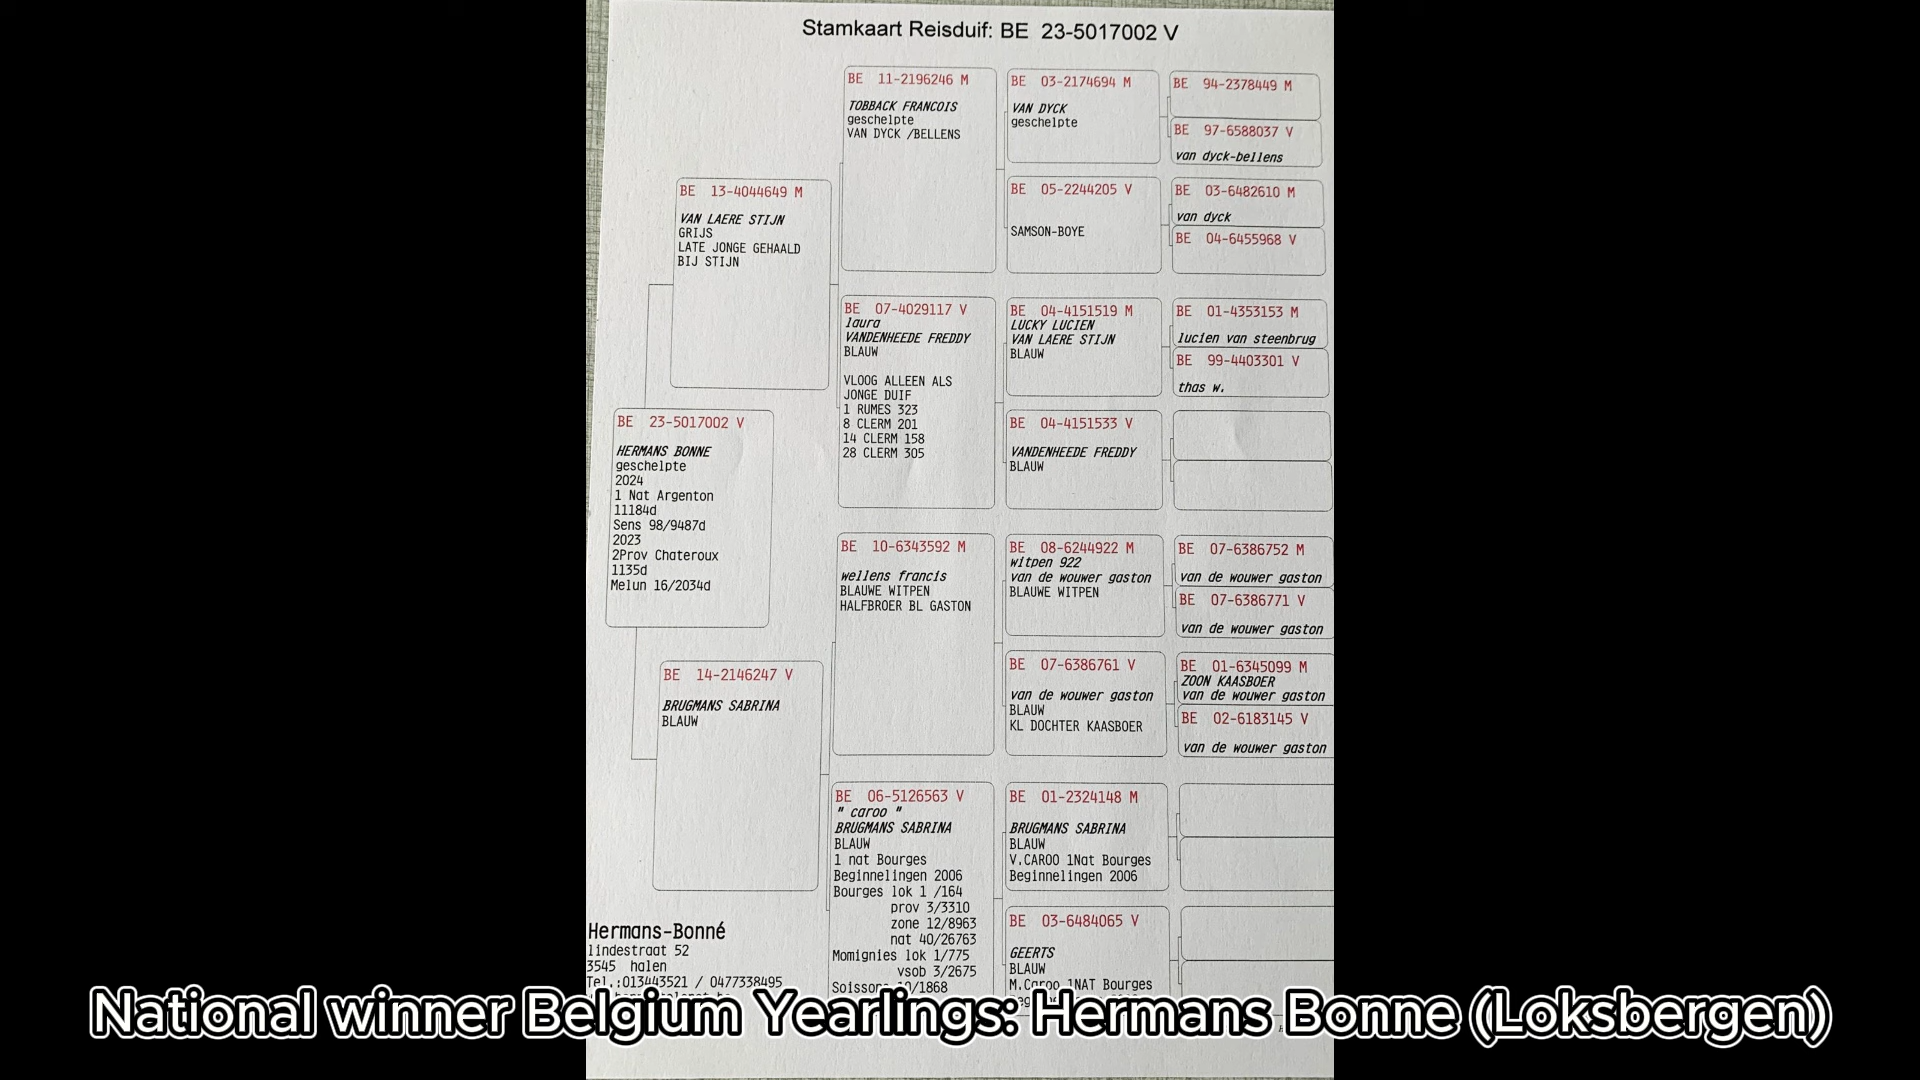 Stamkaart Reisduif: BE 23-5017002 V
BE 23-5017002 V
HERMANS BONNE
geschelpte
2024
1 Nat Argenton
11184d
Sens 98/9487d
2023
2Prov Chateroux
1135d
Melun 16/2034d
BE 13-4044649 M
VAN LAERE STIJN
GRIJS
LATE JONGE GEHAALD
BIJ STIJN
BE 14-2146247 V
BRUGMANS SABRINA
BLAUW
BE 11-2196246 M
TOBBACK FRANCOIS
geschelpte
VAN DYCK /BELLENS
BE 07-4029117 V
laura
VANDENHEEDE FREDDY
BLAUW
VLOOG ALLEEN ALS
JONGE DUIF
1 RUMES 323
8 CLERM 201
14 CLERM 158
28 CLERM 305
BE 10-6343592 M
wellens francis
BLAUWE WITPEN
HALFBROER BL GASTON
BE 06-5126563 V
" caroo "
BRUGMANS SABRINA
BLAUW
1 nat Bourges
Beginnelingen 2006
Bourges lok 1 /164
prov 3/3310
zone 12/8963
nat 40/26763
Momignies lok 1/775
vsob 3/2675
Soissons 10/1868
BE 03-2174694 M
VAN DYCK
geschelpte
BE 05-2244205 V
SAMSON-BOYE
BE 04-4151519 M
LUCKY LUCIEN
VAN LAERE STIJN
BLAUW
BE 04-4151533 V
VANDENHEEDE FREDDY
BLAUW
BE 08-6244922 M
witpen 922
van de wouwer gaston
BLAUWE WITPEN
BE 07-6386761 V
van de wouwer gaston
BLAUW
KL DOCHTER KAASBOER
BE 01-2324148 M
BRUGMANS SABRINA
BLAUW
V.CAROO 1Nat Bourges
Beginnelingen 2006
BE 03-6484065 V
GEERTS
BLAUW
M.Caroo 1NAT Bourges
BE 94-2378449 M
BE 97-6588037 V
van dyck-bellens
BE 03-6482610 M
van dyck
BE 04-6455968 V
BE 01-4353153 M
lucien van steenbrug
BE 99-4403301 V
thas w.
BE 07-6386752 M
van de wouwer gaston
BE 07-6386771 V
van de wouwer gaston
BE 01-6345099 M
ZOON KAASBOER
van de wouwer gaston
BE 02-6183145 V
van de wouwer gaston
Hermans-Bonné
lindestraat 52
3545 halen
Tel.:013443521 / 0477338495
National winner Belgium Yearlings: Hermans Bonne (Loksbergen)